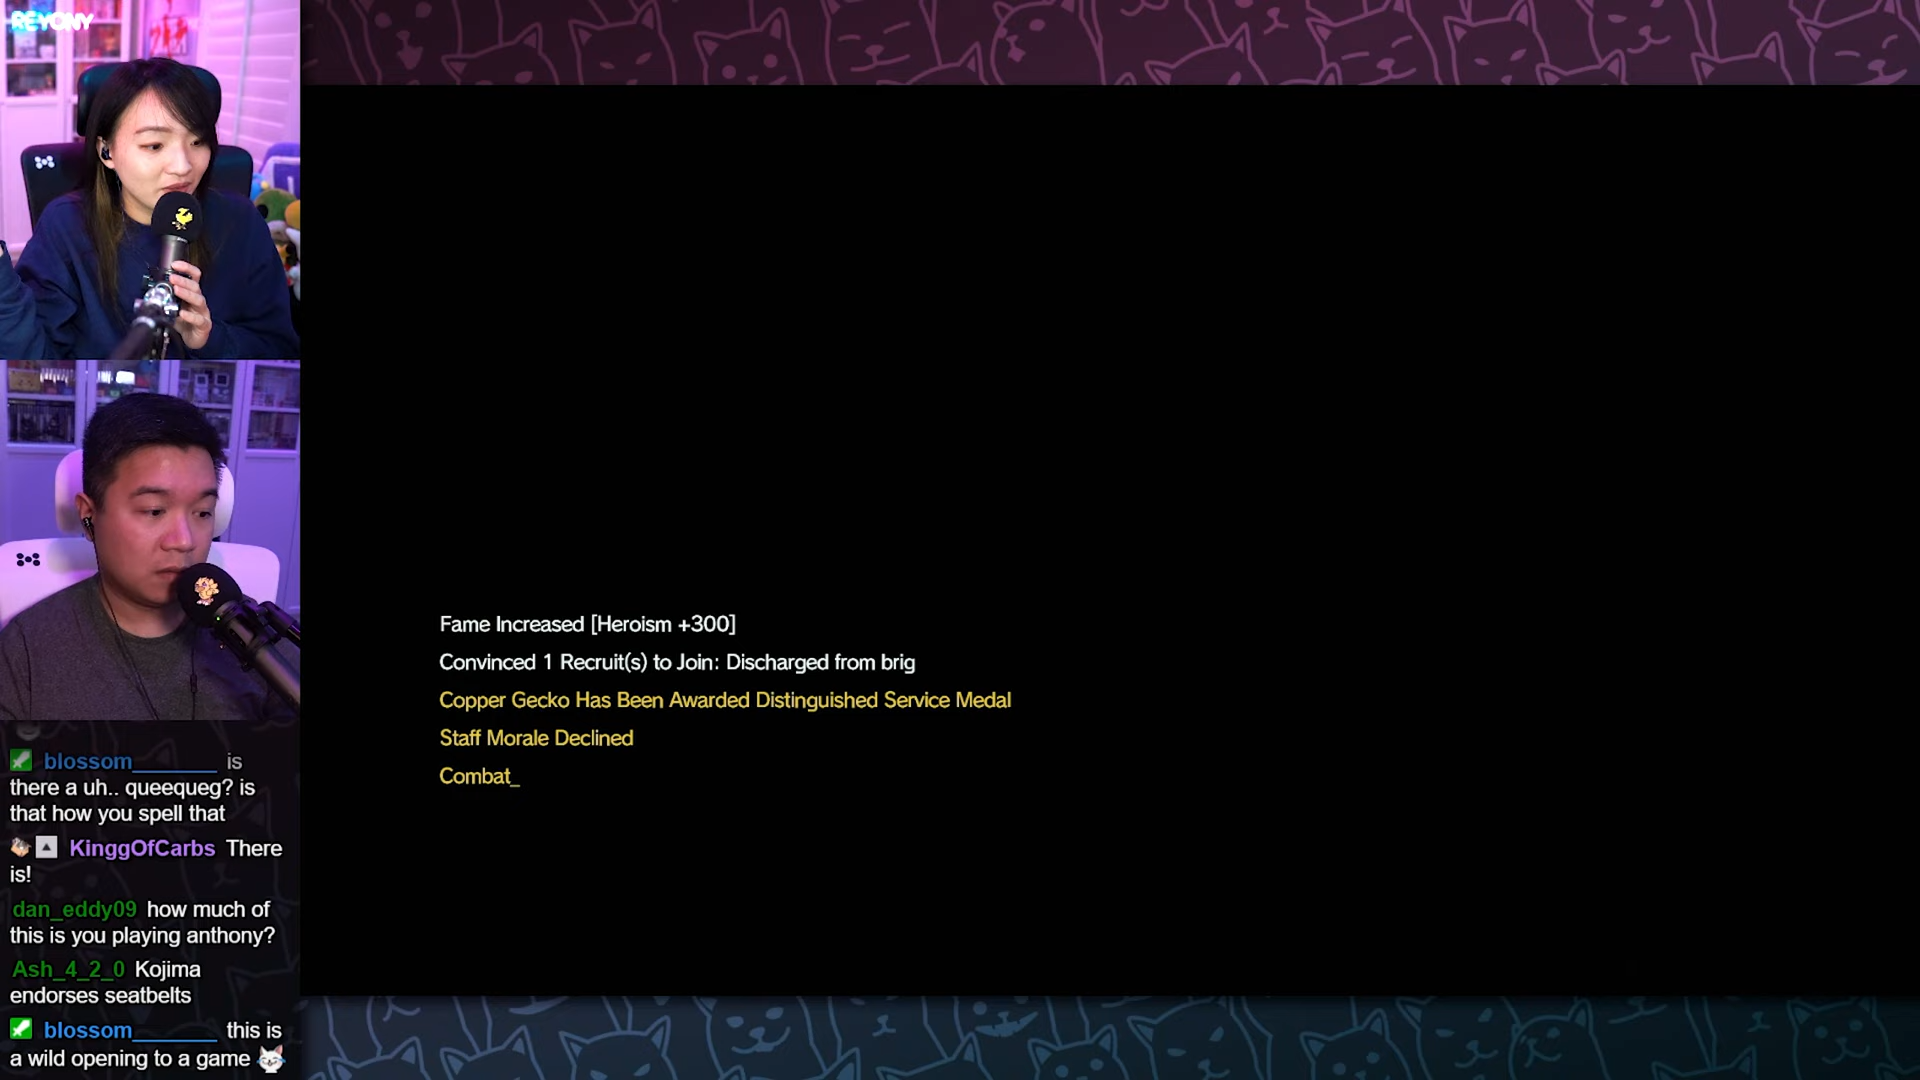 REYONY
Fame Increased [Heroism +300]
Convinced 1 Recruit(s) to Join: Discharged from brig
Copper Gecko Has Been Awarded Distinguished Service Medal
Staff Morale Declined
Combat_
blossom_______ is
there a uh.. queequeg? is
that how you spell that
KinggOfCarbs There
is!
dan_eddy09 how much of
this is you playing anthony?
Ash_4_2_0 Kojima
endorses seatbelts
blossom_______ this is
a wild opening to a game